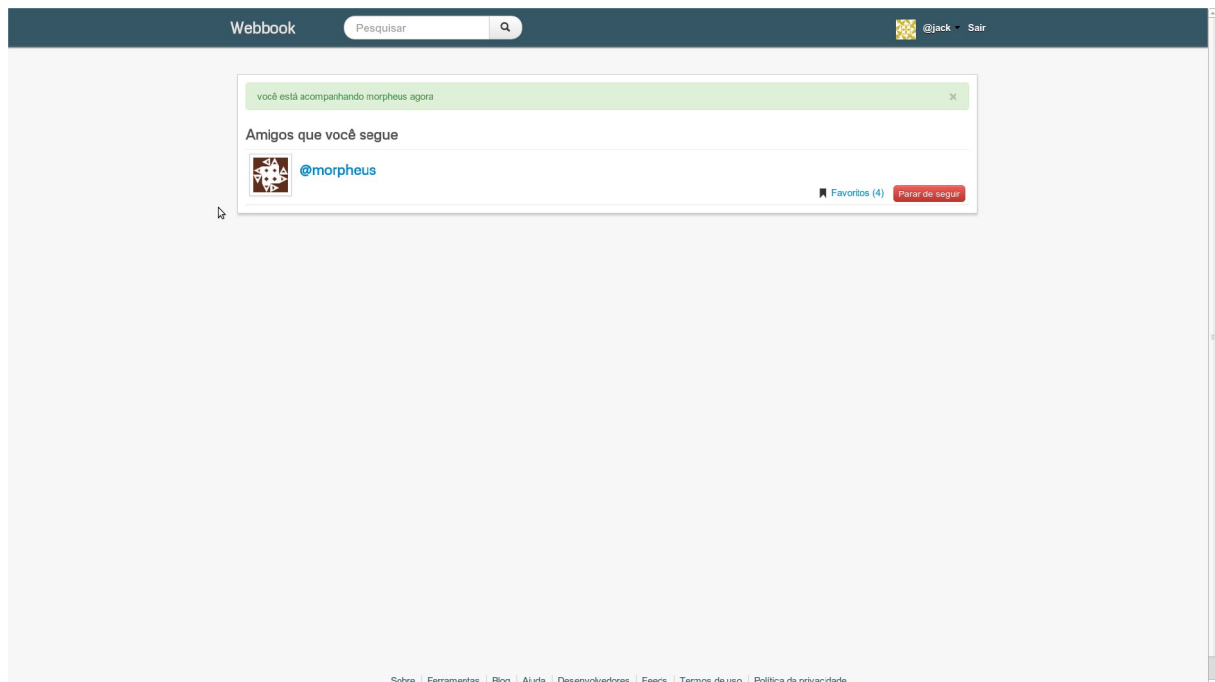 Webbook Pesquisar @jack Sair
você está acompanhando morpheus agora ×
Amigos que você segue
@morpheus
Favoritos (4) Parar de seguir
Sobre Ferramentas Blog Ajuda Desenvolvedores Feeds Termos de uso Política da privacidade